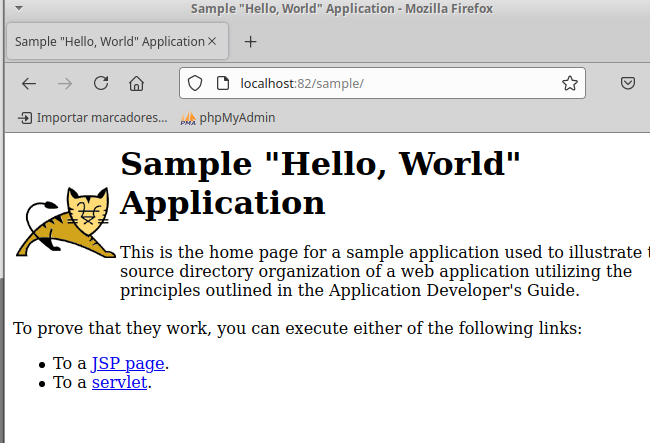 Sample "Hello, World" Application - Mozilla Firefox
Sample "Hello, World" Application
localhost:82/sample/
Importar marcadores... phpMyAdmin
Sample "Hello, World"
Application
This is the home page for a sample application used to illustrate
source directory organization of a web application utilizing the
principles outlined in the Application Developer's Guide.
To prove that they work, you can execute either of the following links:
To a JSP page.
To a servlet.